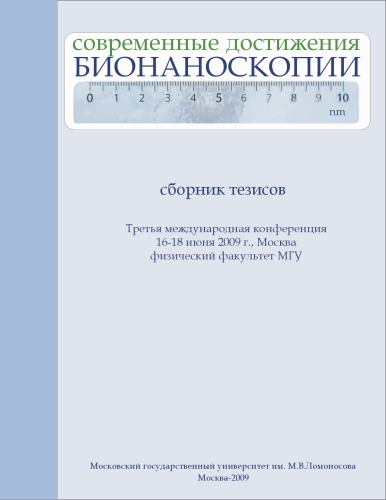 современные достижения
БИОНАНОСКОПИИ
0 1 2 3 4 5 6 7 8 9 10
nm
сборник тезисов
Третья международная конференция
16-18 июня 2009 г., Москва
физический факультет МГУ
Московский государственный университет им. М.В.Ломоносова
Москва-2009